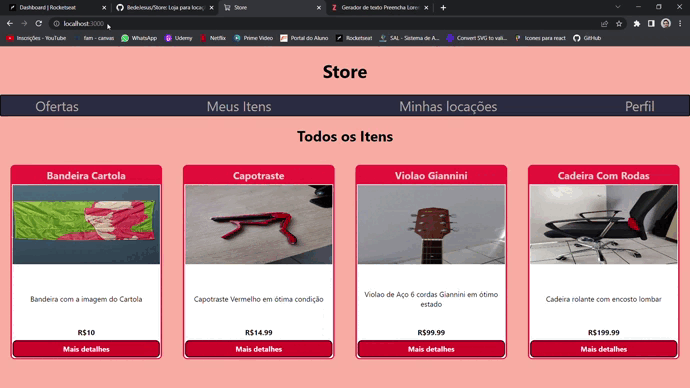 Dashboard | Rocketseat
BedeJesus/Store: Loja para locaç
Store
Gerador de texto Preencha Lore
localhost:3000
Inscrições - YouTube
fam - canvas
WhatsApp
Udemy
Netflix
Prime Video
Portal do Aluno
Rocketseat
SAL - Sistema de A...
Convert SVG to vali...
Icones para react
GitHub
Store
Ofertas
Meus Itens
Minhas locações
Perfil
Todos os Itens
Bandeira Cartola
Bandeira com a imagem do Cartola
R$10
Mais detalhes
Capotraste
Capotraste Vermelho em ótima condição
R$14.99
Mais detalhes
Violao Giannini
Violao de Aço 6 cordas Giannini em ótimo
estado
R$99.99
Mais detalhes
Cadeira Com Rodas
Cadeira rolante com encosto lombar
R$199.99
Mais detalhes